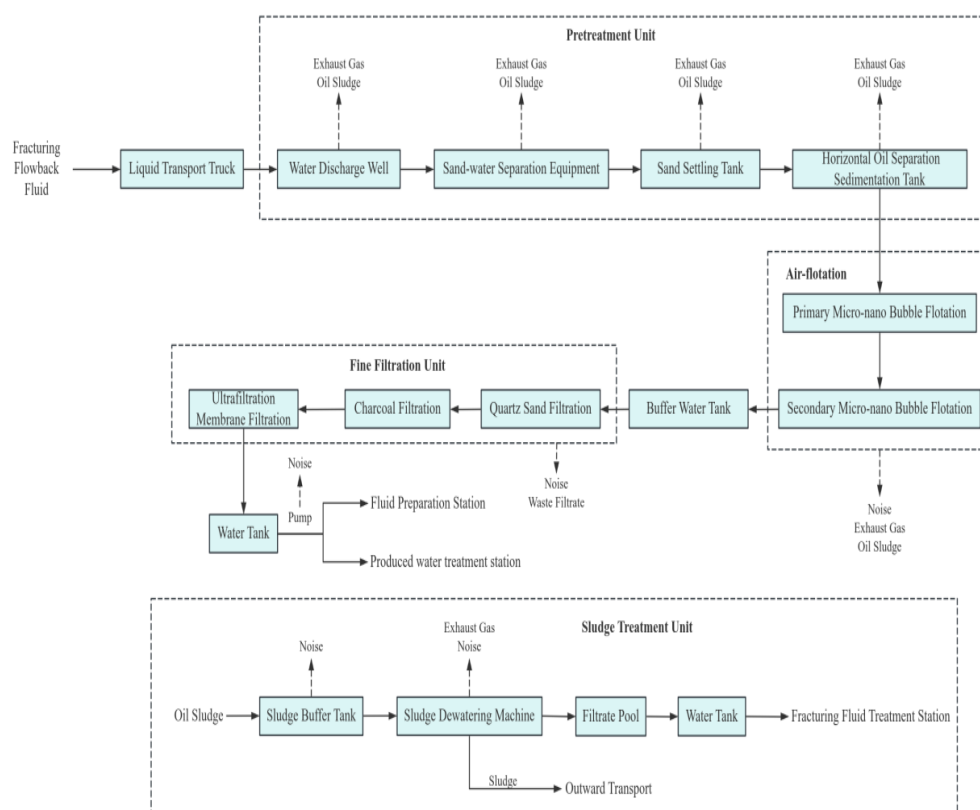 Pretreatment Unit
Exhaust Gas
Oil Sludge
Exhaust Gas
Oil Sludge
Exhaust Gas
Oil Sludge
Exhaust Gas
Oil Sludge
Fracturing
Flowback
Fluid
Liquid Transport Truck
Water Discharge Well
Sand-water Separation Equipment
Sand Settling Tank
Horizontal Oil Separation
Sedimentation Tank
Air-flotation
Primary Micro-nano Bubble Flotation
Secondary Micro-nano Bubble Flotation
Noise
Exhaust Gas
Oil Sludge
Buffer Water Tank
Fine Filtration Unit
Quartz Sand Filtration
Charcoal Filtration
Ultrafiltration
Membrane Filtration
Noise
Waste Filtrate
Noise
Pump
Water Tank
Fluid Preparation Station
Produced water treatment station
Sludge Treatment Unit
Noise
Exhaust Gas
Noise
Oil Sludge
Sludge Buffer Tank
Sludge Dewatering Machine
Filtrate Pool
Water Tank
Fracturing Fluid Treatment Station
Sludge
Outward Transport